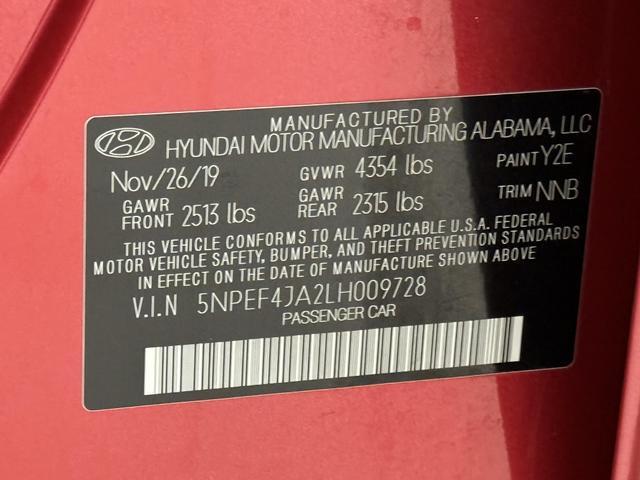 MANUFACTURED BY
HYUNDAI MOTOR MANUFACTURING ALABAMA, LLC
Nov/26/19 GVWR 4354 lbs PAINT Y2E
GAWR FRONT 2513 lbs GAWR REAR 2315 lbs TRIM NNB
THIS VEHICLE CONFORMS TO ALL APPLICABLE U.S.A. FEDERAL
MOTOR VEHICLE SAFETY, BUMPER, AND THEFT PREVENTION STANDARDS
IN EFFECT ON THE DATE OF MANUFACTURE SHOWN ABOVE
V.I.N 5NPEF4JA2LH009728
PASSENGER CAR